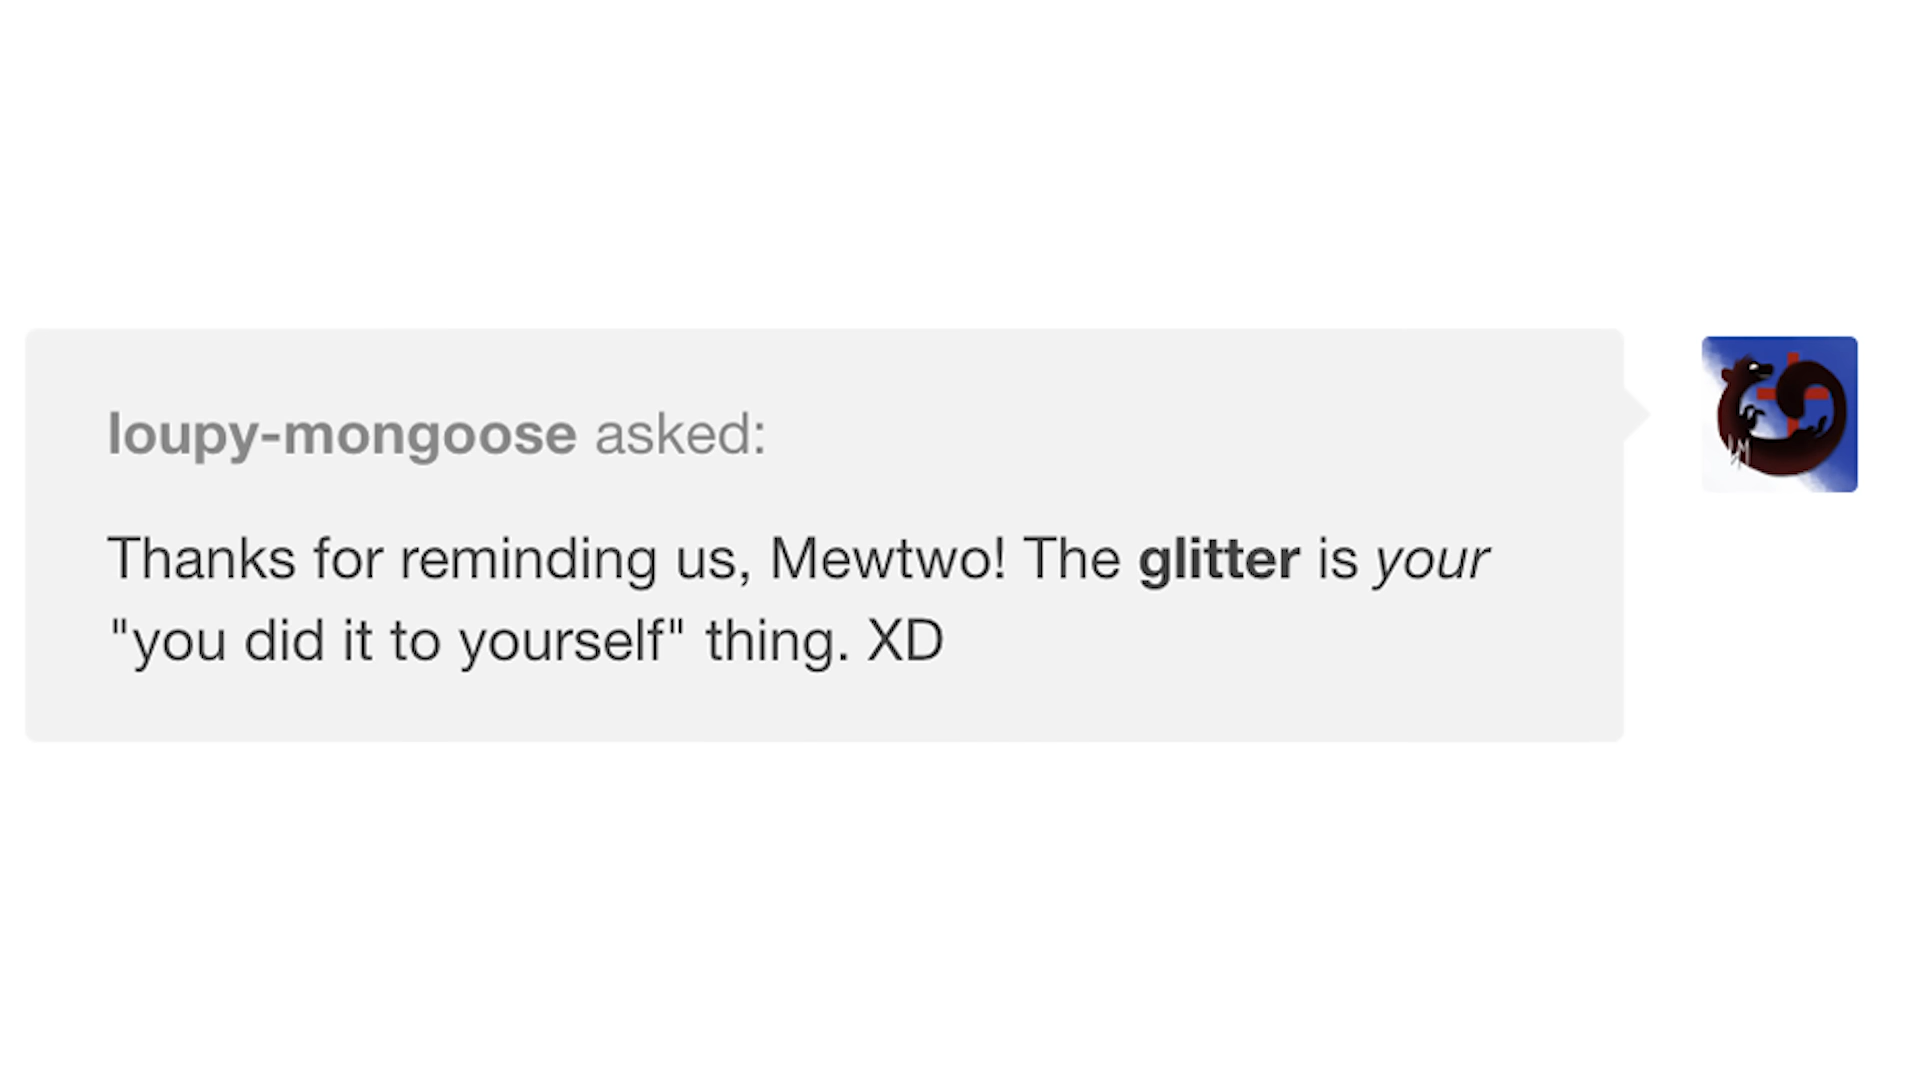 loupy-mongoose asked:
Thanks for reminding us, Mewtwo! The glitter is your
"you did it to yourself" thing. XD
LM